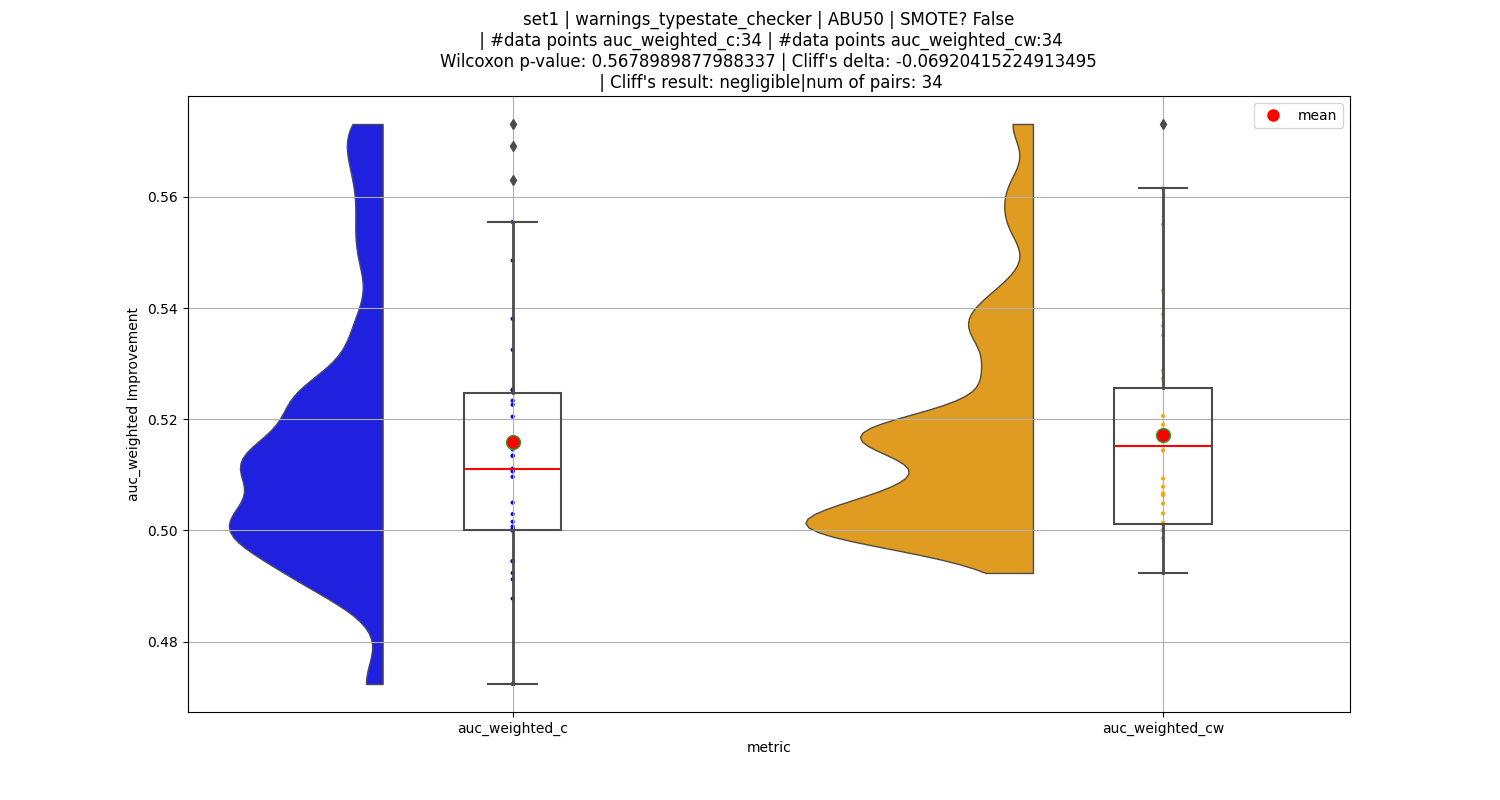 set1 | warnings_typestate_checker | ABU50 | SMOTE? False
| #data points auc_weighted_c:34 | #data points auc_weighted_cw:34
Wilcoxon p-value: 0.5678989877988337 | Cliff's delta: -0.06920415224913495
| Cliff's result: negligible|num of pairs: 34
mean
0.56
0.54
0.52
0.50
0.48
auc_weighted Improvement
auc_weighted_c
auc_weighted_cw
metric